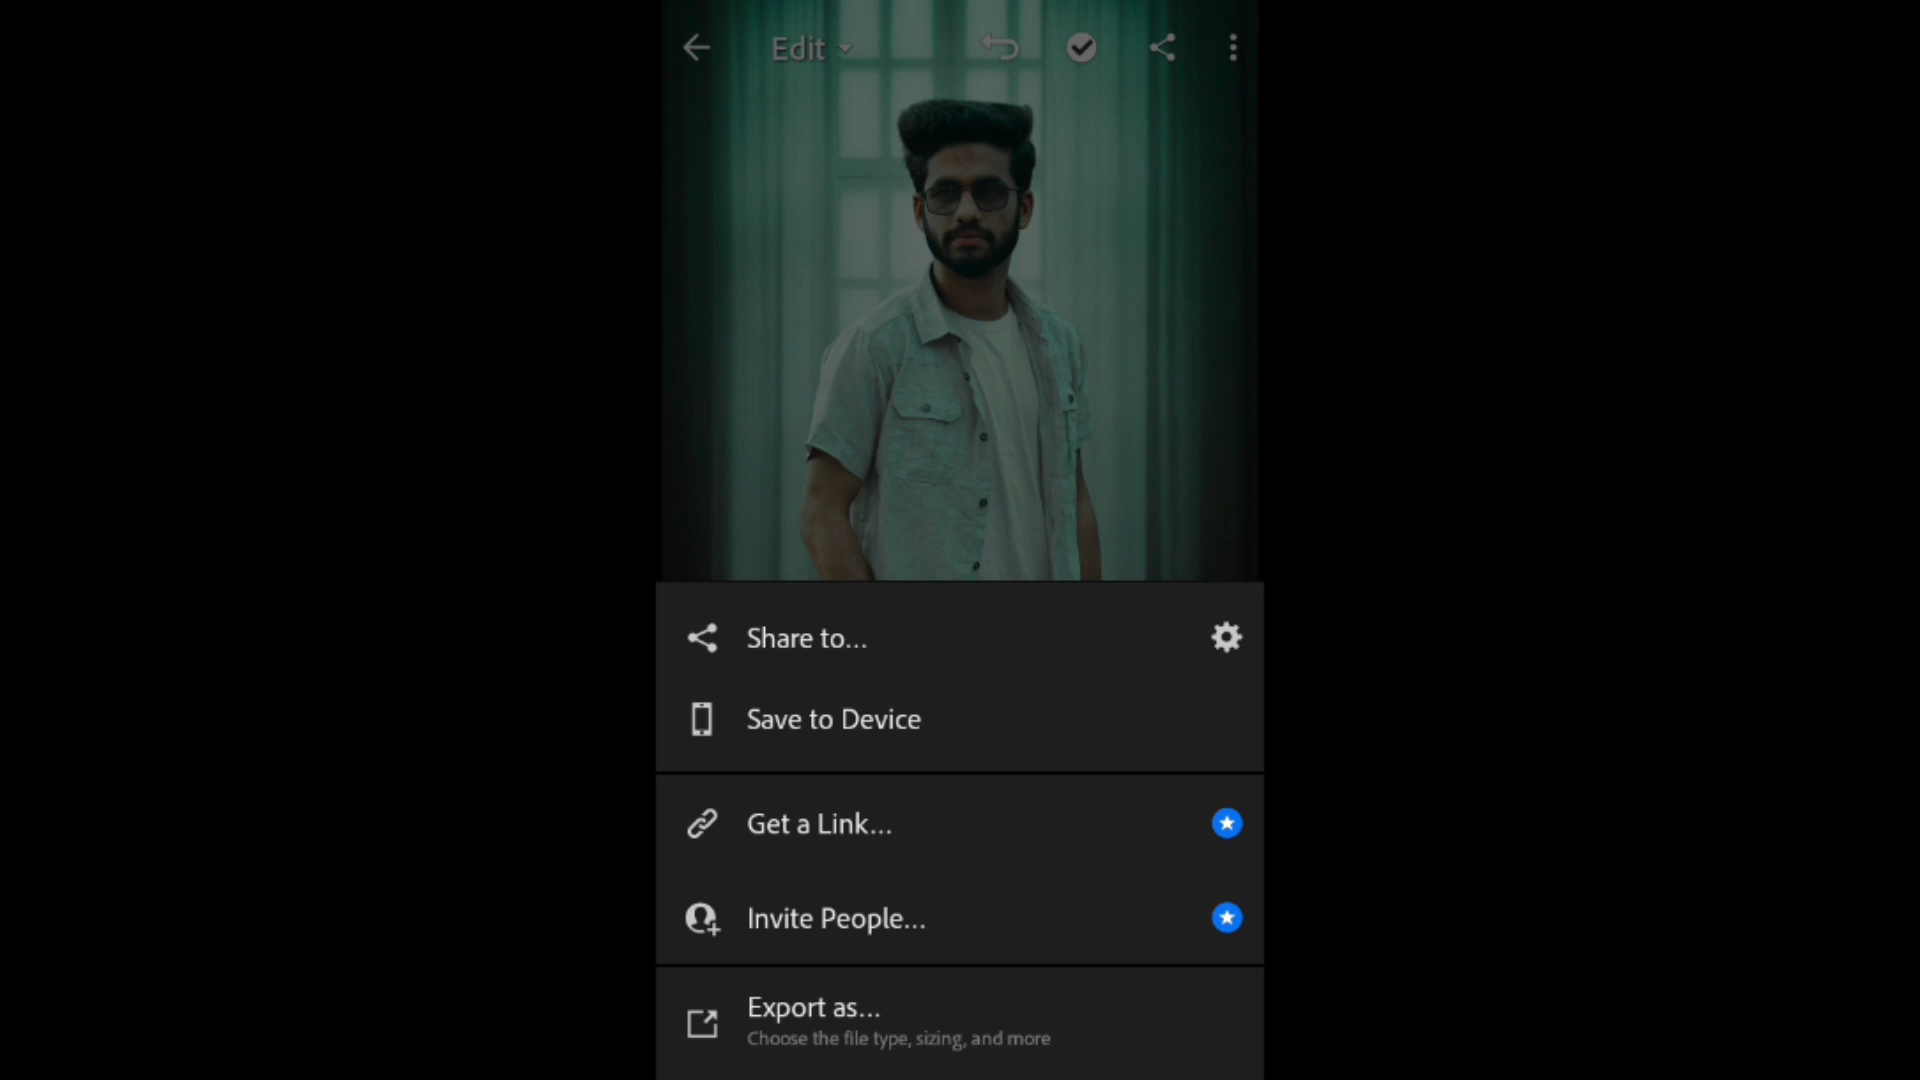 Edit
Share to...
Save to Device
Get a Link...
Invite People...
Export as...
Choose the file type, sizing, and more